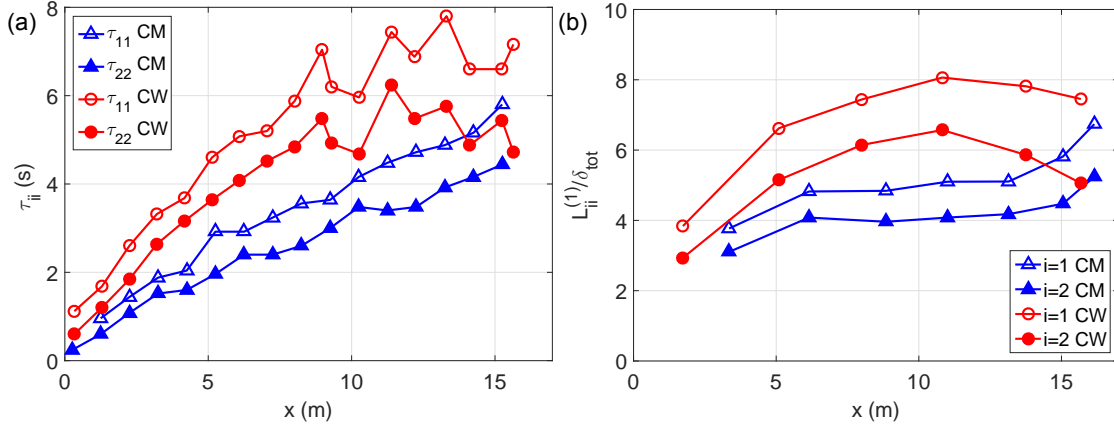 (a)
8
6
4
2
0
τ₁₁ CM
τ₂₂ CM
τ₁₁ CW
τ₂₂ CW
τᵢᵢ (s)
0 5 10 15
x (m)
(b)
10
8
6
4
2
0
i=1 CM
i=2 CM
i=1 CW
i=2 CW
Lᵢᵢ⁽¹⁾/δtot
0 5 10 15
x (m)